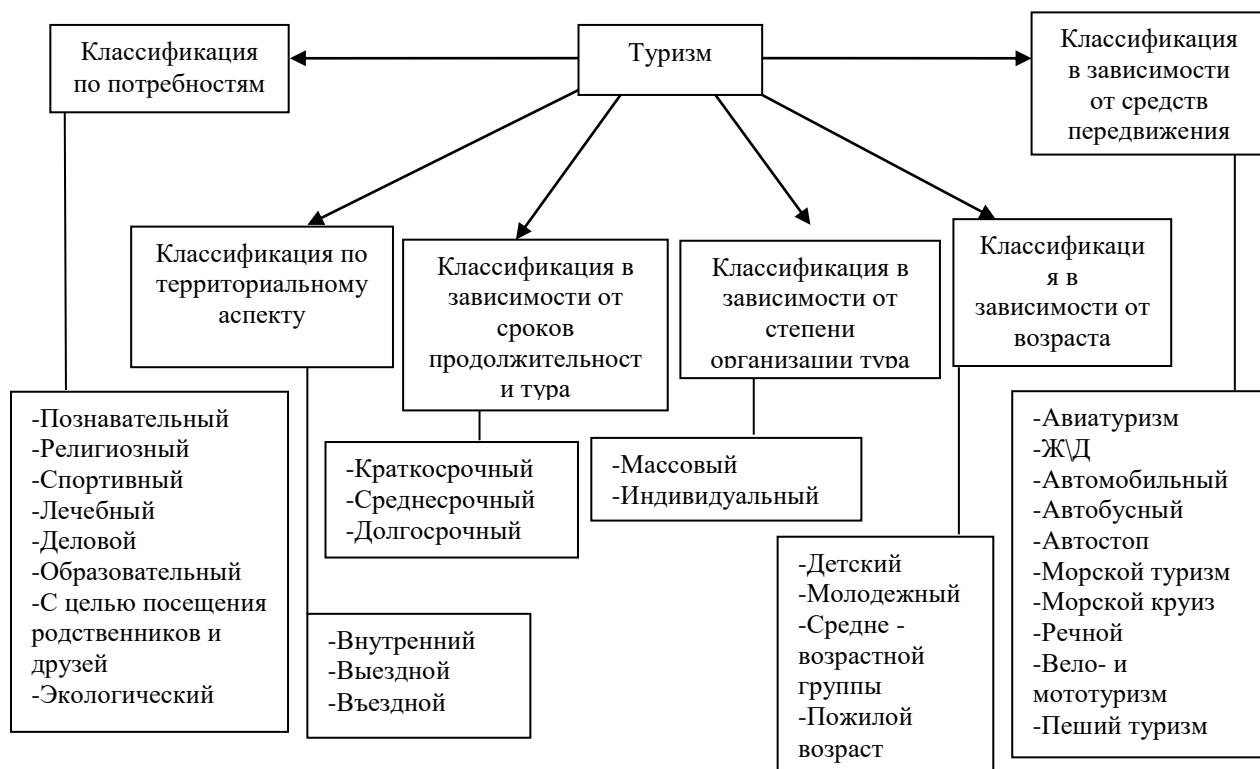 Классификация
по потребностям
Туризм
Классификация
в зависимости
от средств
передвижения
Классификация по
территориальному
аспекту
Классификация в
зависимости от
сроков
продолжительност
и тура
Классификация в
зависимости от
степени
организации тура
Классификаци
я в
зависимости от
возраста
-Познавательный
-Религиозный
-Спортивный
-Лечебный
-Деловой
-Образовательный
-С целью посещения
родственников и
друзей
-Экологический
-Внутренний
-Выездной
-Въездной
-Краткосрочный
-Среднесрочный
-Долгосрочный
-Массовый
-Индивидуальный
-Детский
-Молодежный
-Средне -
возрастной
группы
-Пожилой
возраст
-Авиатуризм
-Ж\Д
-Автомобильный
-Автобусный
-Автостоп
-Морской туризм
-Морской круиз
-Речной
-Вело- и
мототуризм
-Пеший туризм